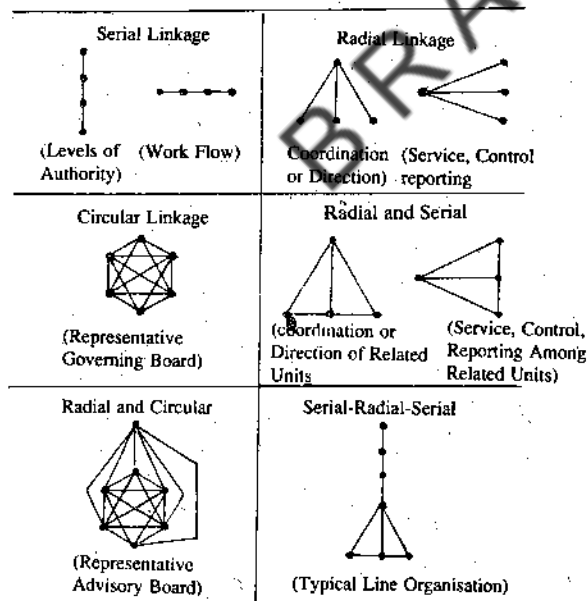 Serial Linkage
(Levels of Authority)
(Work Flow)
Radial Linkage
Coordination or Direction)
(Service, Control reporting
Circular Linkage
(Representative
Governing Board)
Radial and Serial
(coordination or
Direction of Related
Units
(Service, Control,
Reporting Among
Related Units)
Radial and Circular
(Representative
Advisory Board)
Serial-Radial-Serial
(Typical Line Organisation)
B R A